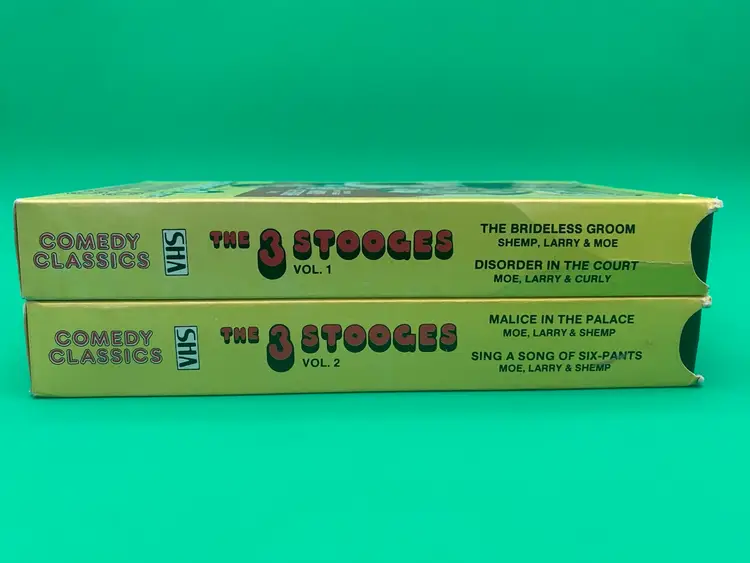 COMEDY
CLASSICS
VHS
THE 3 STOOGES
VOL. 1
THE BRIDELESS GROOM
SHEMP, LARRY & MOE
DISORDER IN THE COURT
MOE, LARRY & CURLY
COMEDY
CLASSICS
VHS
THE 3 STOOGES
VOL. 2
MALICE IN THE PALACE
MOE, LARRY & SHEMP
SING A SONG OF SIX-PANTS
MOE, LARRY & SHEMP